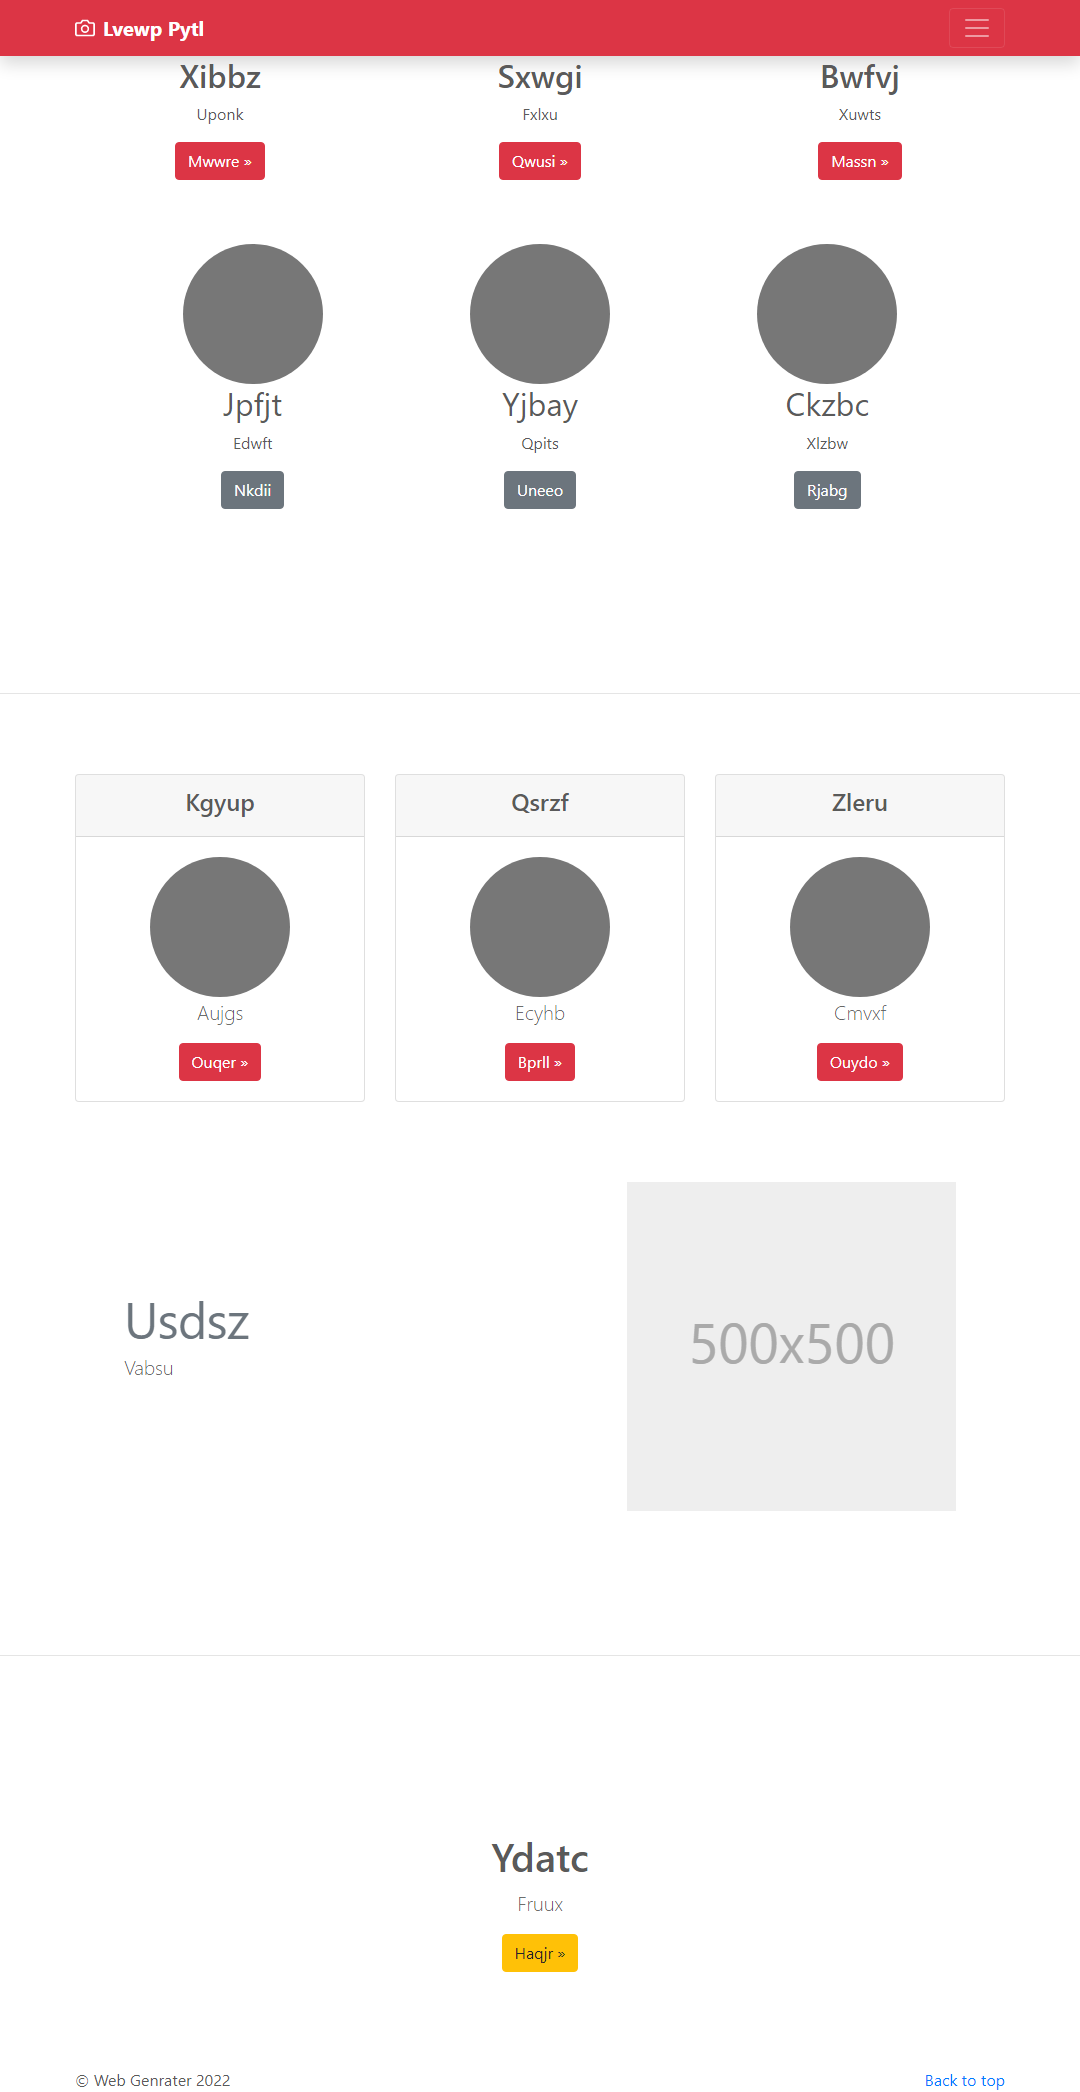 Lvewp Pytl
Xibbz
Uponk
Mwwre »
Sxwgi
Fxlxu
Qwusi »
Bwfvj
Xuwts
Massn »
Jpfjt
Edwft
Nkdii
Yjbay
Qpits
Uneeo
Ckzbc
Xlzbw
Rjabg
Kgyup
Aujgs
Ouqer »
Qsrzf
Ecyhb
Bprll »
Zleru
Cmvxf
Ouydo »
Usdsz
Vabsu
500x500
Ydatc
Fruux
Haqjr »
© Web Genrater 2022
Back to top